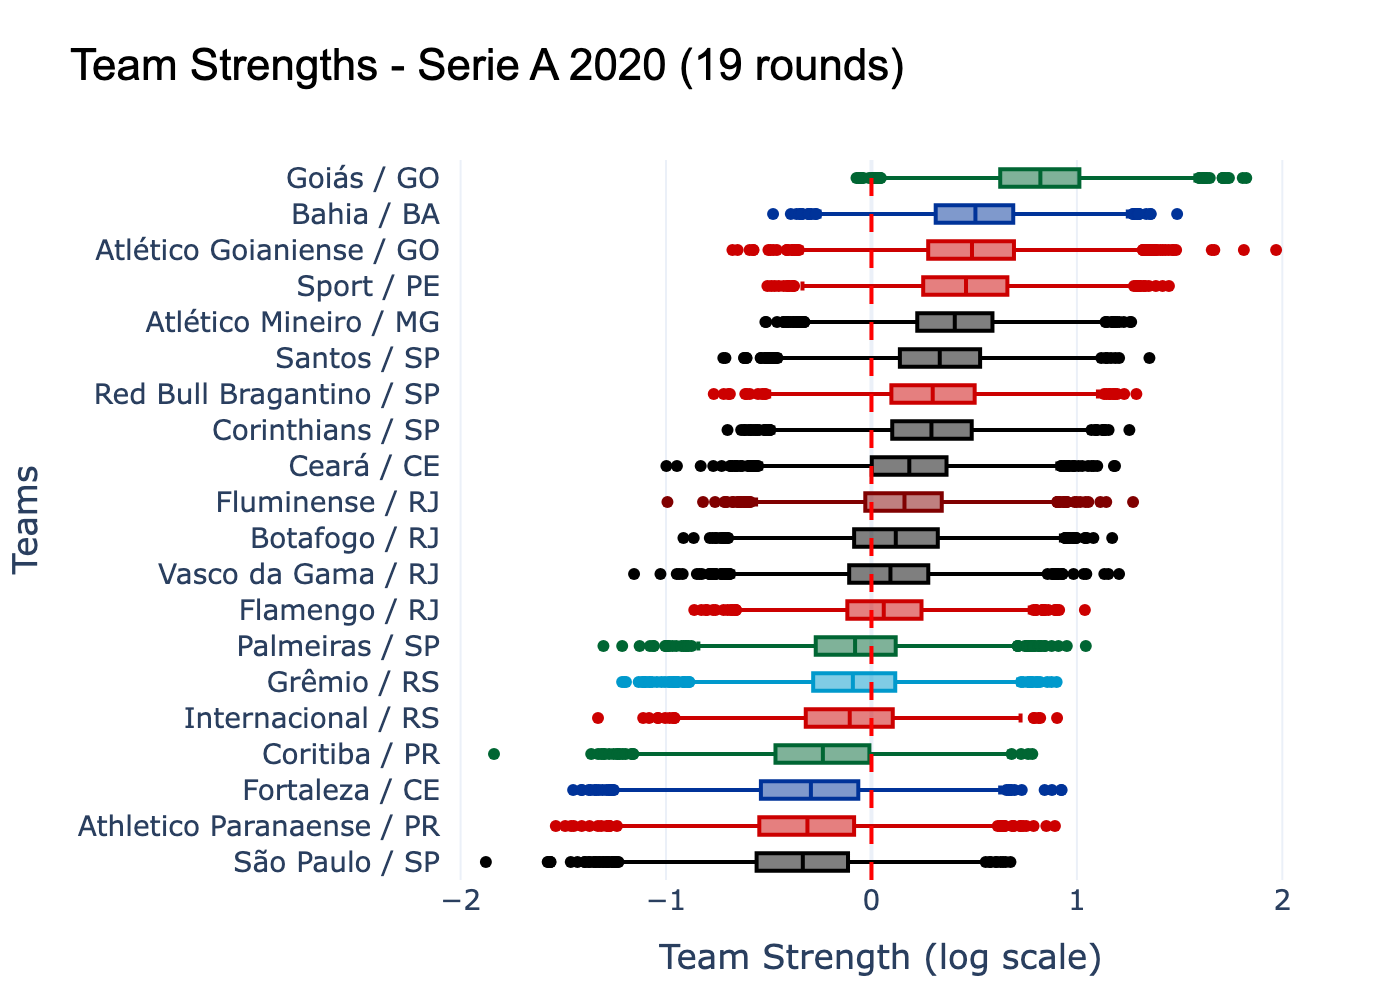 Team Strengths - Serie A 2020 (19 rounds)
Teams
Goiás / GO
Bahia / BA
Atlético Goianiense / GO
Sport / PE
Atlético Mineiro / MG
Santos / SP
Red Bull Bragantino / SP
Corinthians / SP
Ceará / CE
Fluminense / RJ
Botafogo / RJ
Vasco da Gama / RJ
Flamengo / RJ
Palmeiras / SP
Grêmio / RS
Internacional / RS
Coritiba / PR
Fortaleza / CE
Athletico Paranaense / PR
São Paulo / SP
−2 −1 0 1 2
Team Strength (log scale)